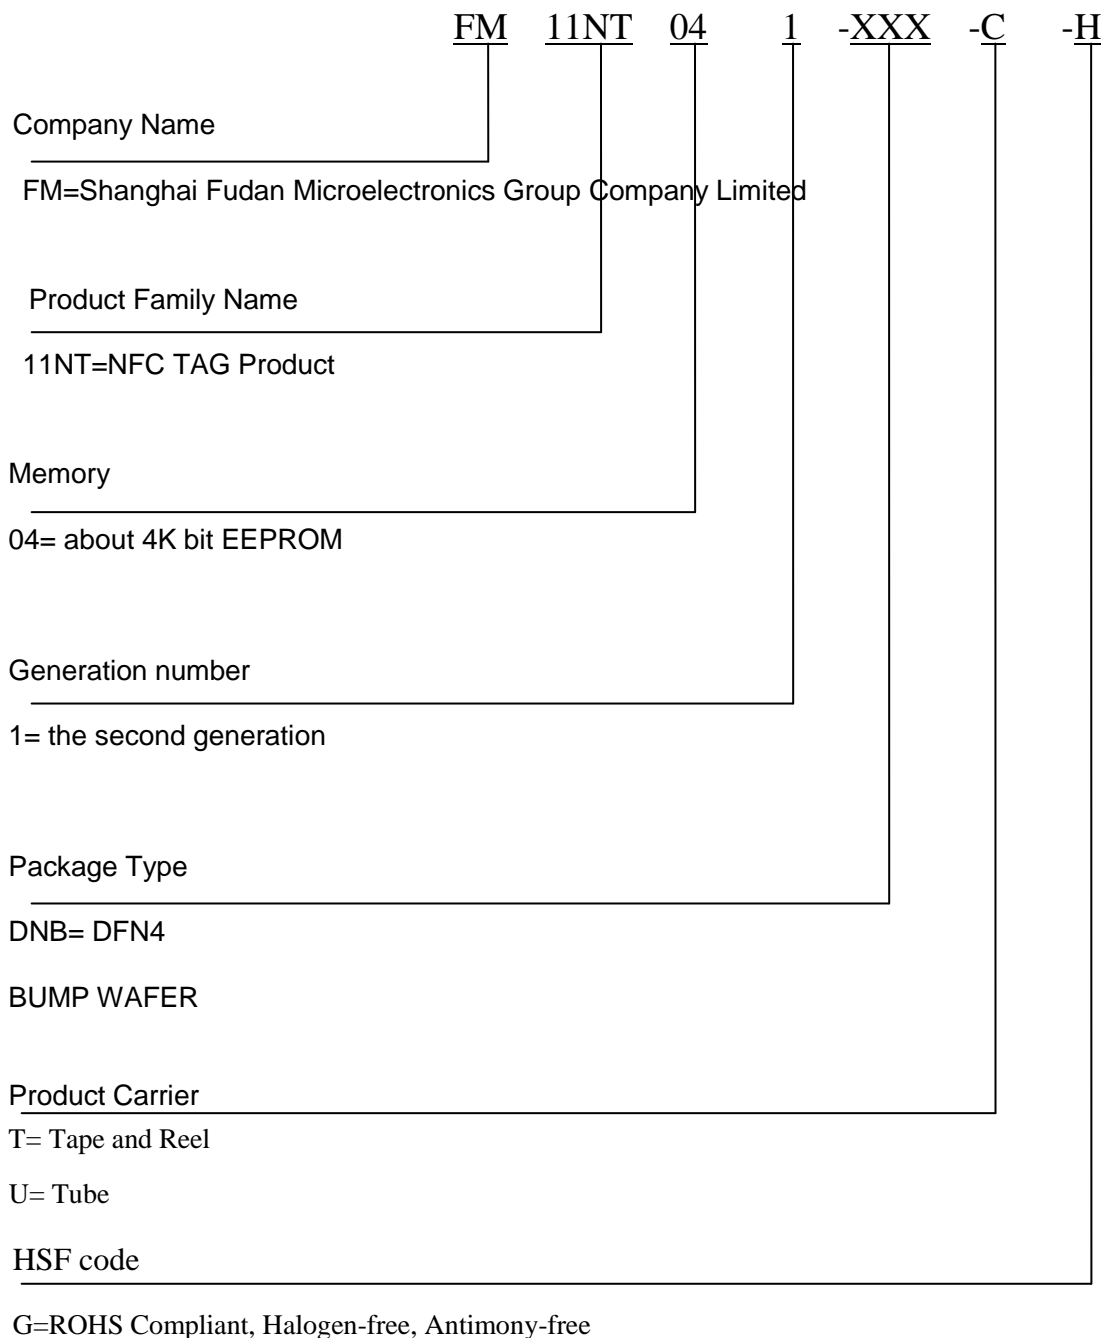 FM 11NT 04 1 -XXX -C -H
Company Name
FM=Shanghai Fudan Microelectronics Group Company Limited
Product Family Name
11NT=NFC TAG Product
Memory
04= about 4K bit EEPROM
Generation number
1= the second generation
Package Type
DNB= DFN4
BUMP WAFER
Product Carrier
T= Tape and Reel
U= Tube
HSF code
G=ROHS Compliant, Halogen-free, Antimony-free